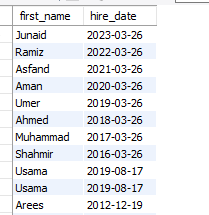 first_name hire_date
Junaid 2023-03-26
Ramiz 2022-03-26
Asfand 2021-03-26
Aman 2020-03-26
Umer 2019-03-26
Ahmed 2018-03-26
Muhammad 2017-03-26
Shahmir 2016-03-26
Usama 2019-08-17
Usama 2019-08-17
Arees 2012-12-19